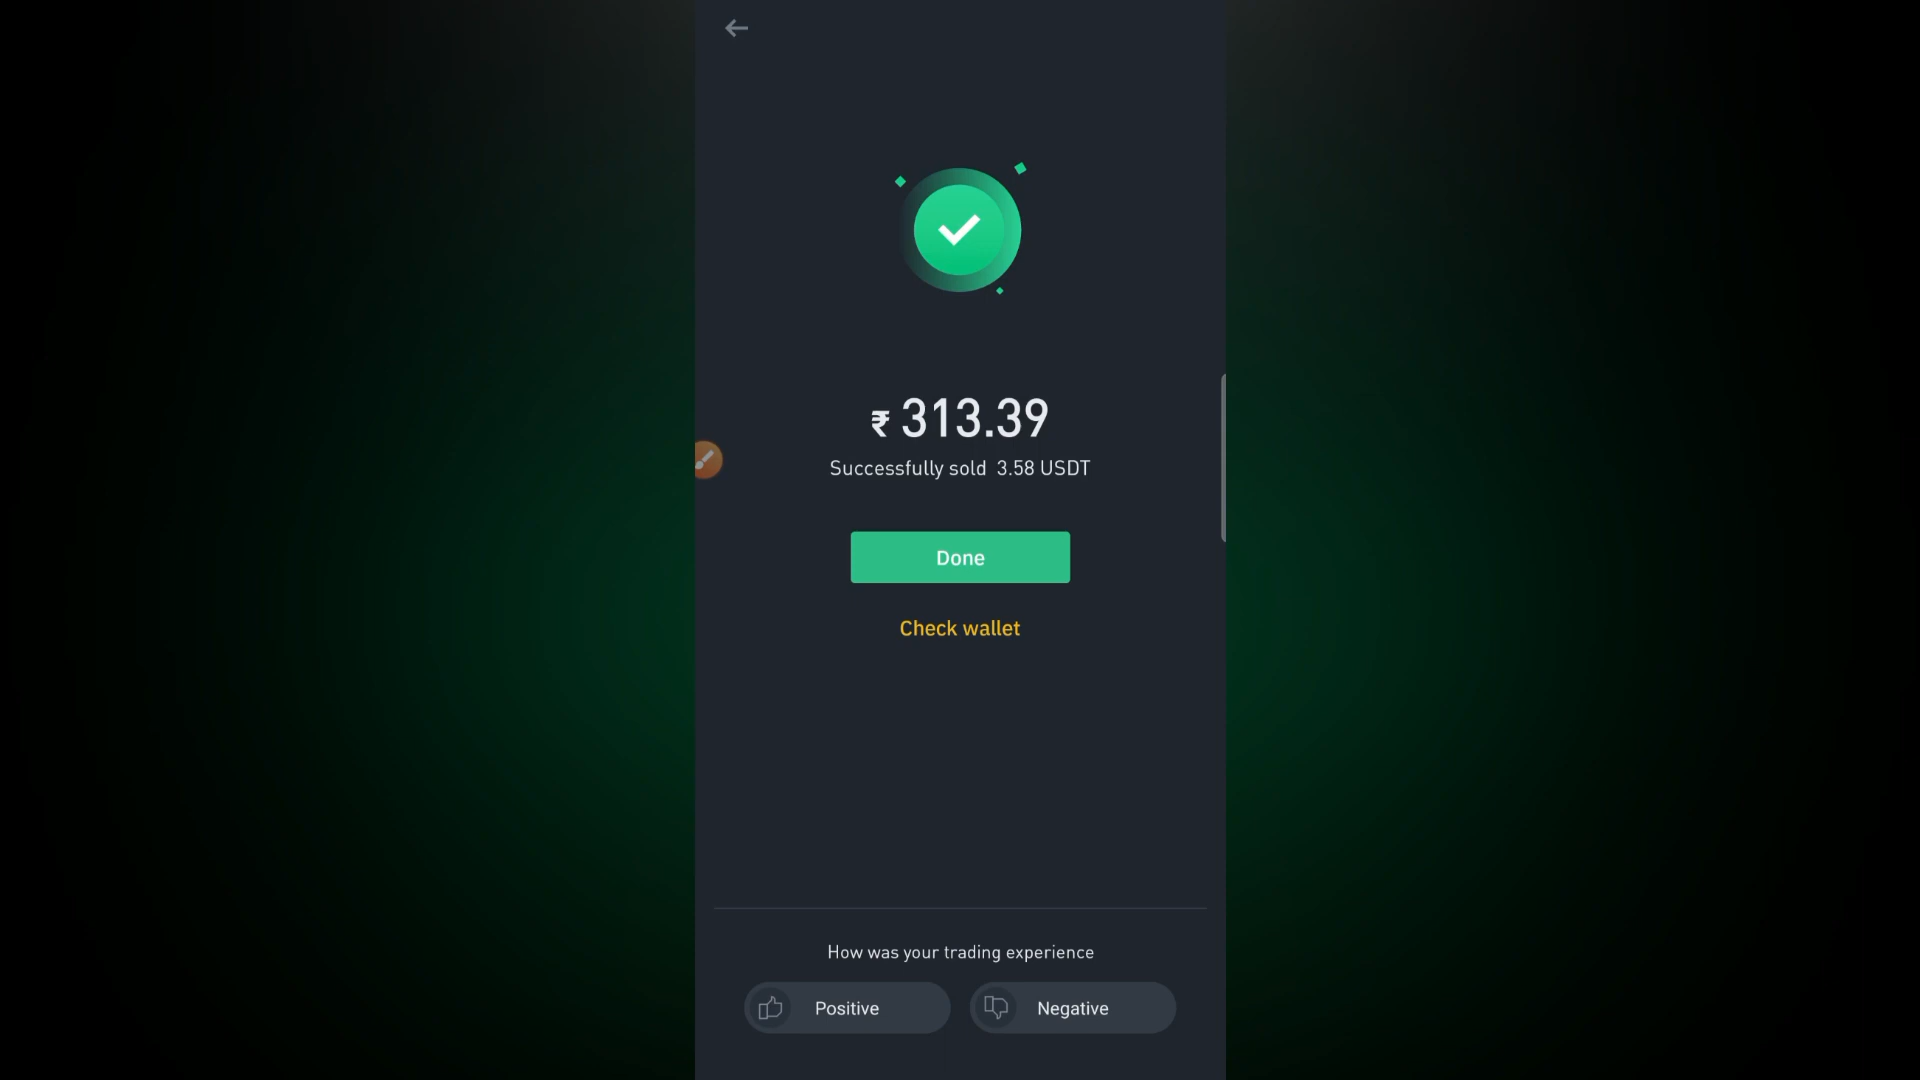 ₹ 313.39
Successfully sold 3.58 USDT
Done
Check wallet
How was your trading experience
Positive
Negative